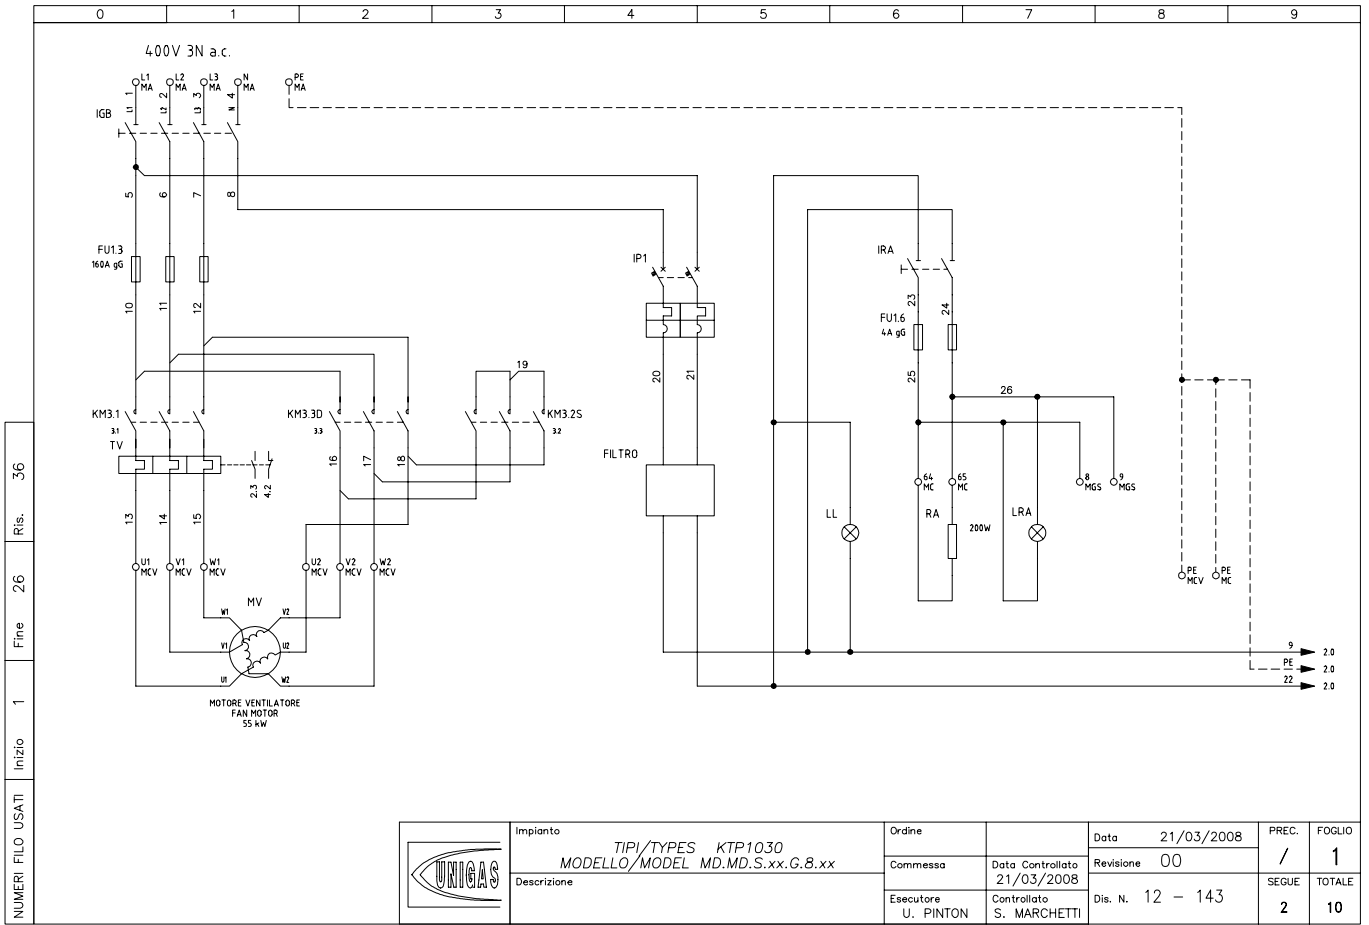 0 1 2 3 4 5 6 7 8 9
400V 3N a.c.
L1 L2 L3 N PE
MA MA MA MA MA
1 2 3 4
L1 L2 L3 N
IGB
5 6 7 8
FU1.3
160A gG
10 11 12
IP1
IRA
23 24
FU1.6
4A gG
25
26
20 21
19
KM3.1
3.1
KM3.3D
3.3
KM3.2S
3.2
TV
2.3 4.2
16 17 18
FILTRO
64 65 8 9
MC MC MGS MGS
13 14 15
LL
RA
200W
LRA
U1 V1 W1 U2 V2 W2
MCV MCV MCV MCV MCV MCV
PE PE
MCV MC
MV
W1 V2
V1 U2
U1 W2
MOTORE VENTILATORE
FAN MOTOR
55 kW
9 2.0
PE 2.0
22 2.0
NUMERI FILO USATI Inizio 1 Fine 26 Ris. 36
UNIGAS
Impianto
TIPI/TYPES KTP1030
MODELLO/MODEL MD.MD.S.xx.G.8.xx
Descrizione
Ordine
Commessa
Esecutore
U. PINTON
Data Controllato
21/03/2008
Controllato
S. MARCHETTI
Data 21/03/2008
Revisione 00
Dis. N. 12 - 143
PREC.
/
FOGLIO
1
SEGUE
2
TOTALE
10